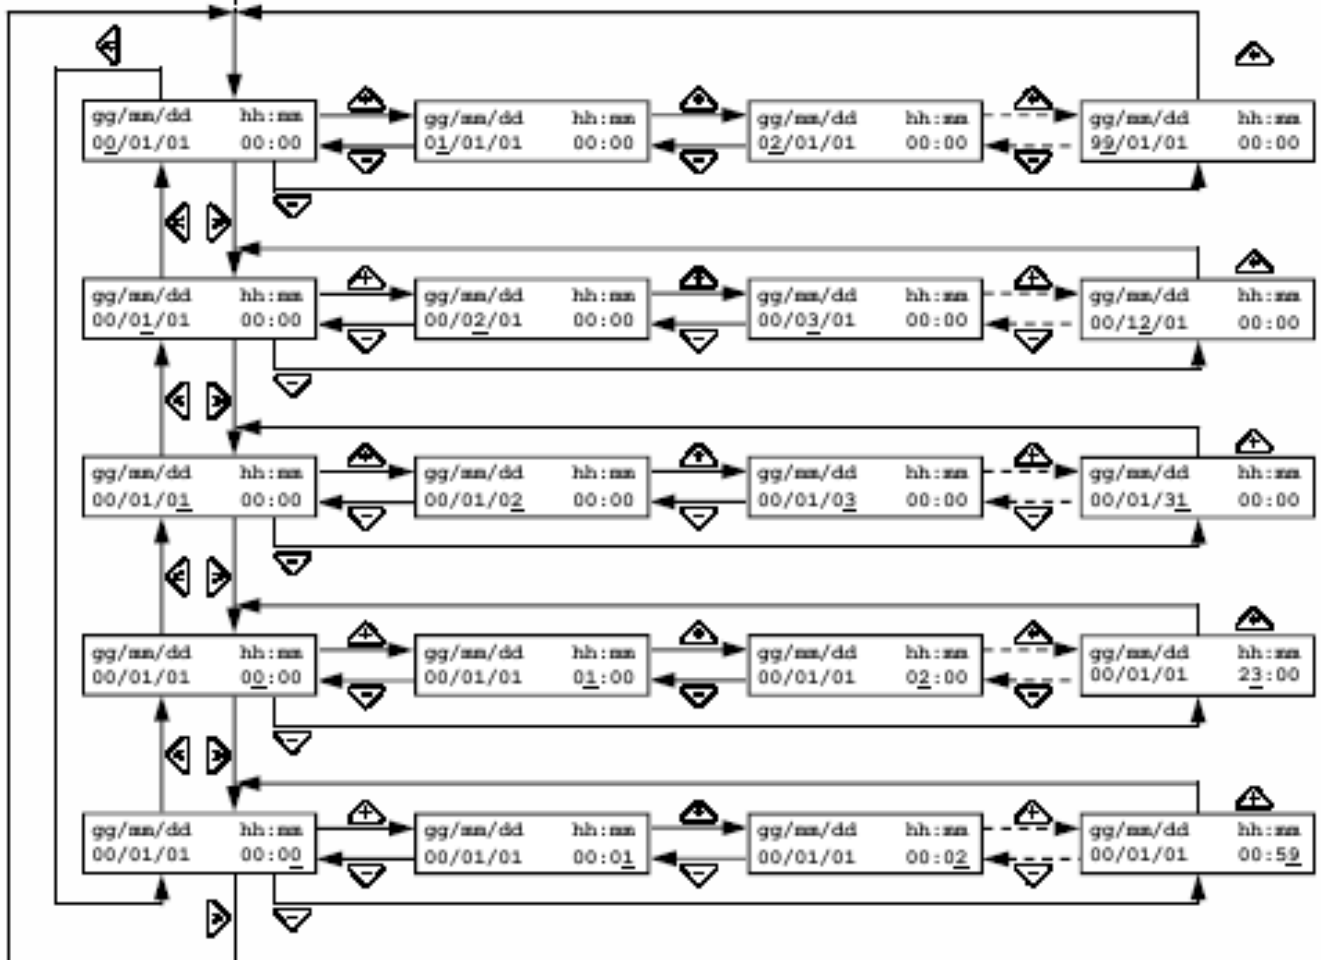 gg/mm/dd hh:mm
00/01/01 00:00
gg/mm/dd hh:mm
01/01/01 00:00
gg/mm/dd hh:mm
02/01/01 00:00
gg/mm/dd hh:mm
99/01/01 00:00
gg/mm/dd hh:mm
00/01/01 00:00
gg/mm/dd hh:mm
00/02/01 00:00
gg/mm/dd hh:mm
00/03/01 00:00
gg/mm/dd hh:mm
00/12/01 00:00
gg/mm/dd hh:mm
00/01/01 00:00
gg/mm/dd hh:mm
00/01/02 00:00
gg/mm/dd hh:mm
00/01/03 00:00
gg/mm/dd hh:mm
00/01/31 00:00
gg/mm/dd hh:mm
00/01/01 00:00
gg/mm/dd hh:mm
00/01/01 01:00
gg/mm/dd hh:mm
00/01/01 02:00
gg/mm/dd hh:mm
00/01/01 23:00
gg/mm/dd hh:mm
00/01/01 00:00
gg/mm/dd hh:mm
00/01/01 00:01
gg/mm/dd hh:mm
00/01/01 00:02
gg/mm/dd hh:mm
00/01/01 00:59